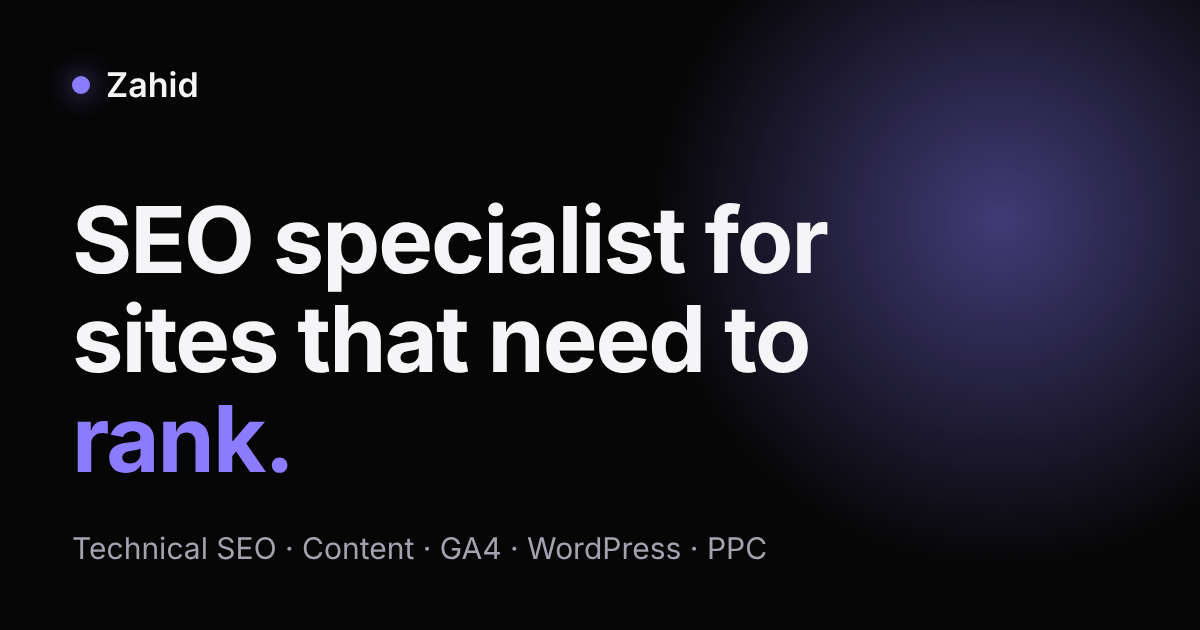 Zahid
SEO specialist for
sites that need to
rank.
Technical SEO · Content · GA4 · WordPress · PPC